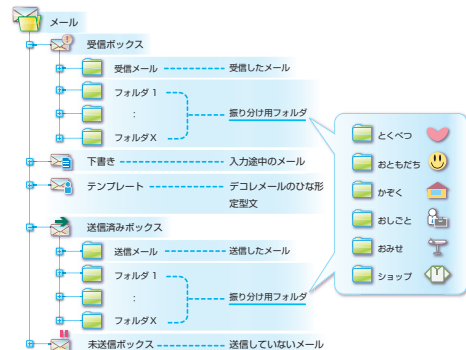 メール
受信ボックス
受信メール 受信したメール
フォルダ 1
: 振り分け用フォルダ
フォルダX
下書き 入力途中のメール
テンプレート デコレメールのひな形
定型文
送信済みボックス
送信メール 送信したメール
フォルダ 1
: 振り分け用フォルダ
フォルダX
未送信ボックス 送信していないメール
とくべつ
おともだち
かぞく
おしごと
おみせ
ショップ